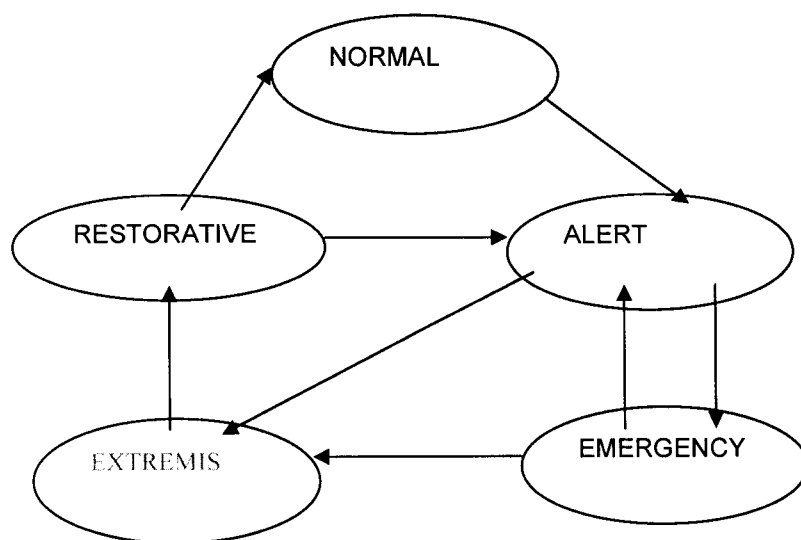 NORMAL
RESTORATIVE
ALERT
EXTREMIS
EMERGENCY